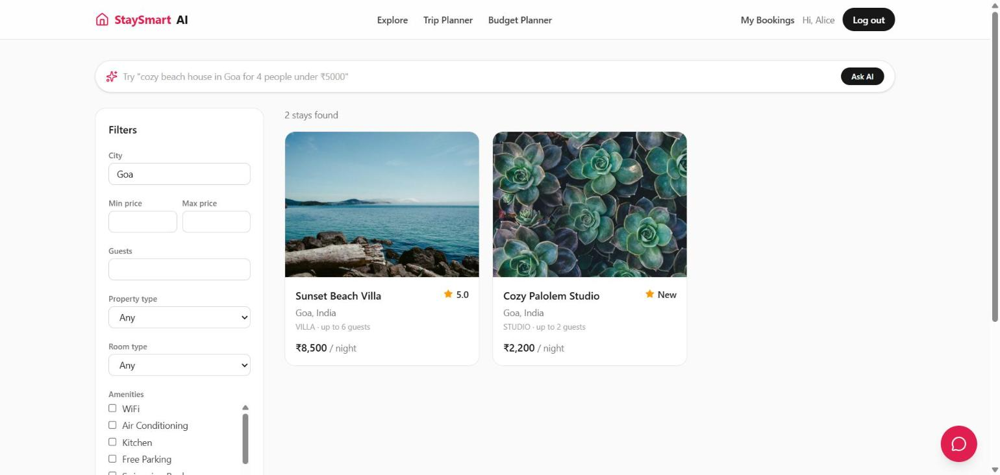 StaySmart AI
Explore
Trip Planner
Budget Planner
My Bookings
Hi, Alice
Log out
Try "cozy beach house in Goa for 4 people under ₹5000"
Ask AI
Filters
City
Goa
Min price
Max price
Guests
Property type
Any
Room type
Any
Amenities
WiFi
Air Conditioning
Kitchen
Free Parking
2 stays found
Sunset Beach Villa
5.0
Goa, India
VILLA · up to 6 guests
₹8,500 / night
Cozy Palolem Studio
New
Goa, India
STUDIO · up to 2 guests
₹2,200 / night